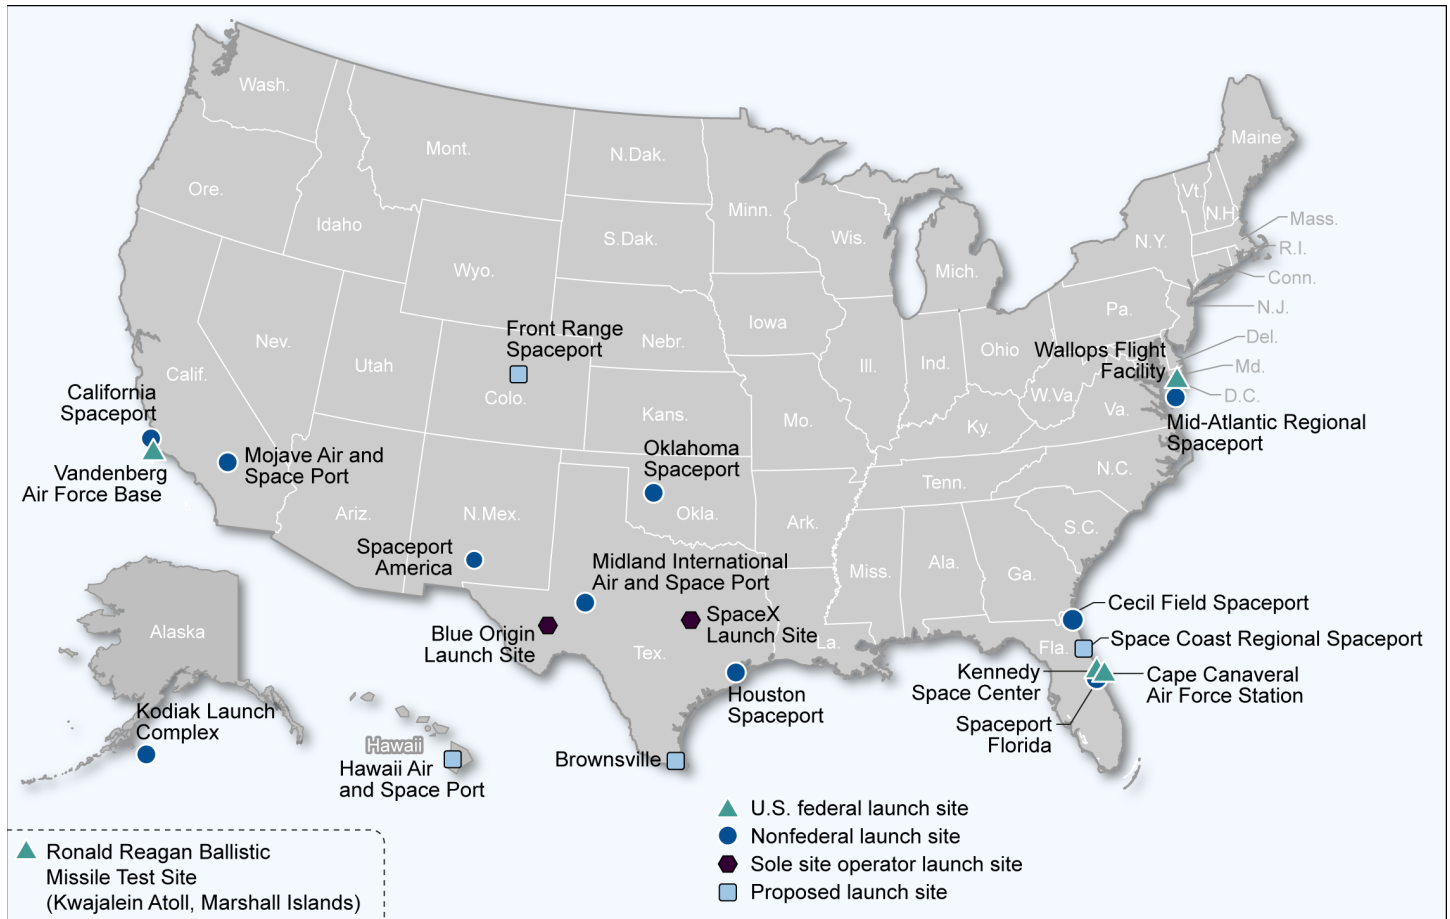 Wash.
Maine
Mont.
N.Dak.
Ore.
Minn.
Vt.
N.H.
Idaho
Mass.
S.Dak.
Wis.
N.Y.
R.I.
Wyo.
Mich.
Conn.
Pa.
N.J.
Iowa
Front Range
Spaceport
Nev.
Nebr.
Del.
Ohio
Wallops Flight
Facility
Utah
Ill.
Ind.
Md.
Calif.
Colo.
W.Va.
D.C.
California
Spaceport
Kans.
Mo.
Va.
Mid-Atlantic Regional
Spaceport
Ky.
Oklahoma
Spaceport
Mojave Air and
Space Port
Vandenberg
Air Force Base
N.C.
Tenn.
Ariz.
N.Mex.
Okla.
Ark.
S.C.
Spaceport
America
Midland International
Air and Space Port
Miss.
Ala.
Ga.
Cecil Field Spaceport
SpaceX
Launch Site
Blue Origin
Launch Site
Alaska
La.
Tex.
Fla.
Space Coast Regional Spaceport
Kennedy
Space Center
Cape Canaveral
Air Force Station
Houston
Spaceport
Spaceport
Florida
Kodiak Launch
Complex
Hawaii
Hawaii Air
and Space Port
Brownsville
U.S. federal launch site
Nonfederal launch site
Sole site operator launch site
Proposed launch site
Ronald Reagan Ballistic
Missile Test Site
(Kwajalein Atoll, Marshall Islands)